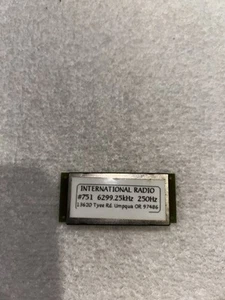 INTERNATIONAL RADIO
#751 6299.25kHz 250Hz
13620 Tyee Rd. Umpqua OR 97486